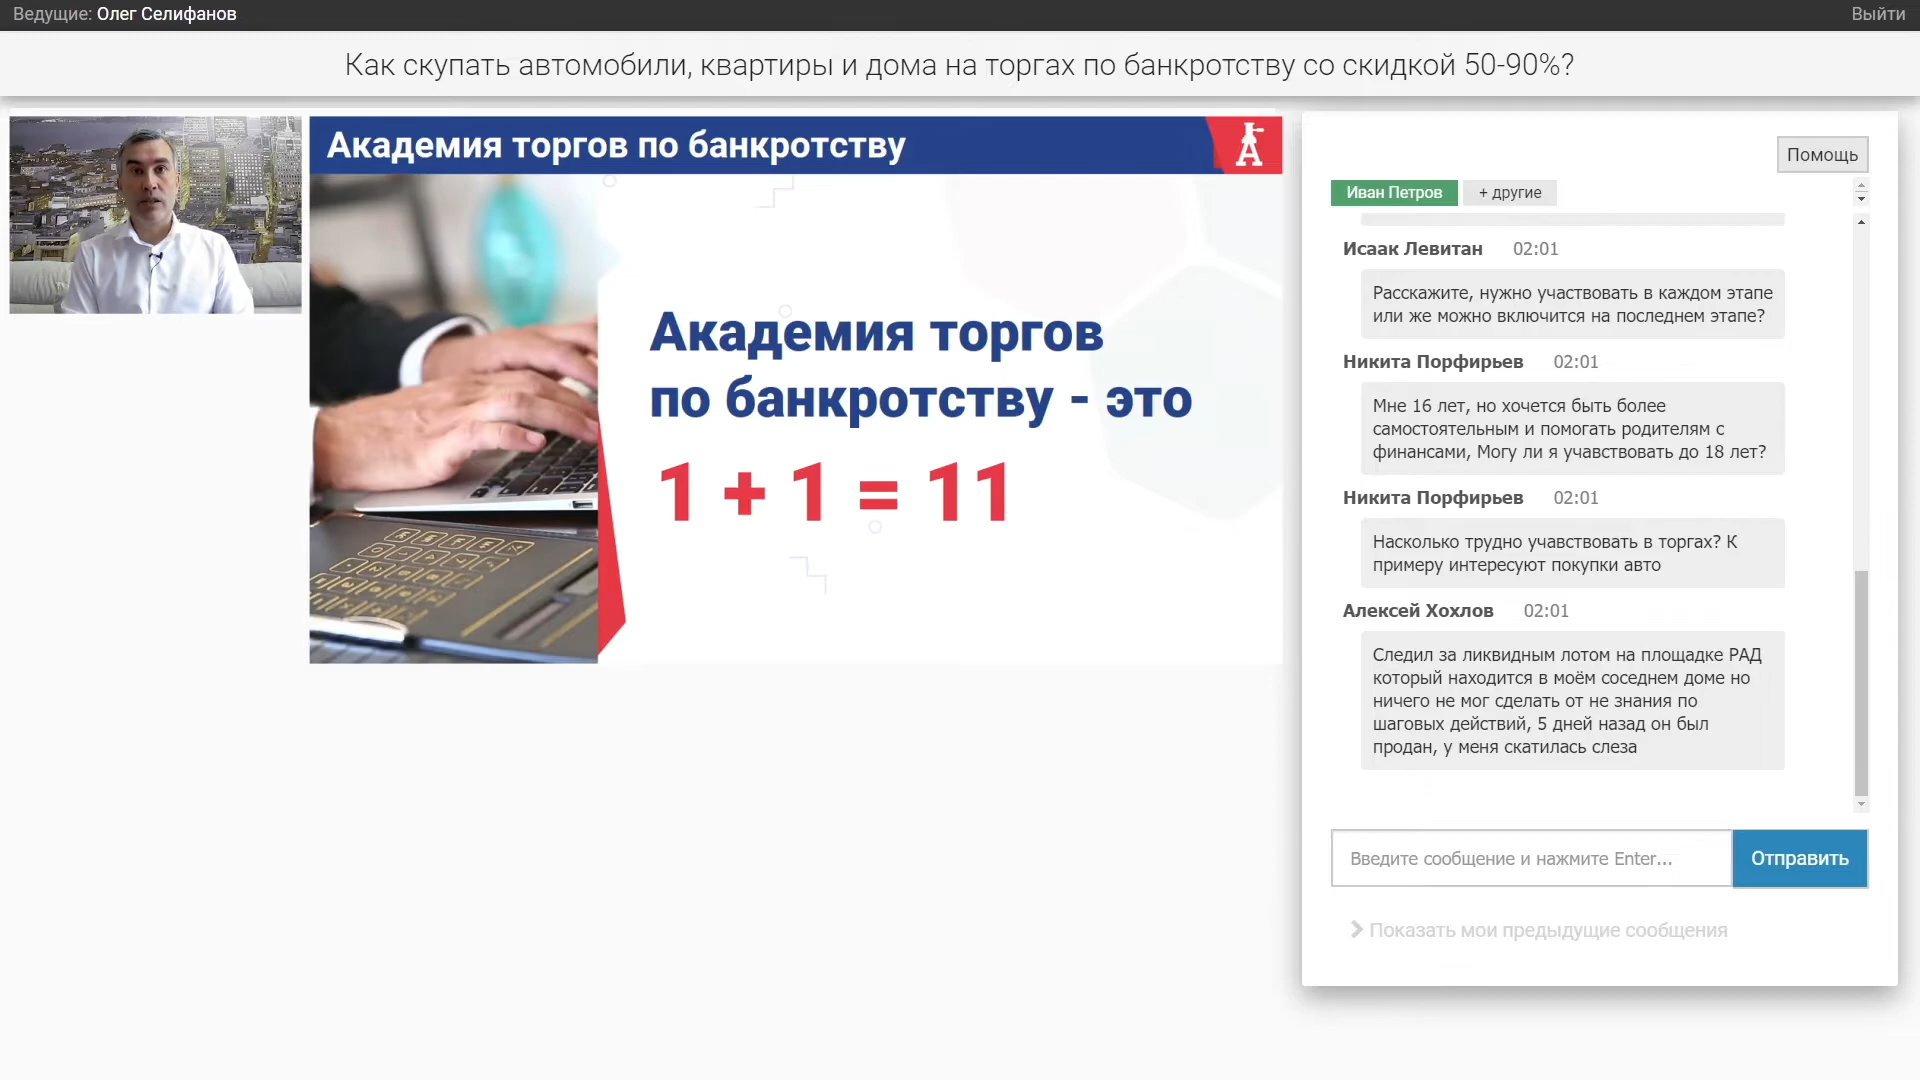 Ведущие: Олег Селифанов
Выйти
Как скупать автомобили, квартиры и дома на торгах по банкротству со скидкой 50-90%?
Академия торгов по банкротству
Академия торгов
по банкротству - это
1 + 1 = 11
Помощь
Иван Петров
+ другие
Исаак Левитан 02:01
Расскажите, нужно участвовать в каждом этапе
или же можно включится на последнем этапе?
Никита Порфирьев 02:01
Мне 16 лет, но хочется быть более
самостоятельным и помогать родителям с
финансами, Могу ли я учавствовать до 18 лет?
Никита Порфирьев 02:01
Насколько трудно учавствовать в торгах? К
примеру интересуют покупки авто
Алексей Хохлов 02:01
Следил за ликвидным лотом на площадке РАД
который находится в моём соседнем доме но
ничего не мог сделать от не знания по
шаговых действий, 5 дней назад он был
продан, у меня скатилась слеза
Введите сообщение и нажмите Enter...
Отправить
Показать мои предыдущие сообщения